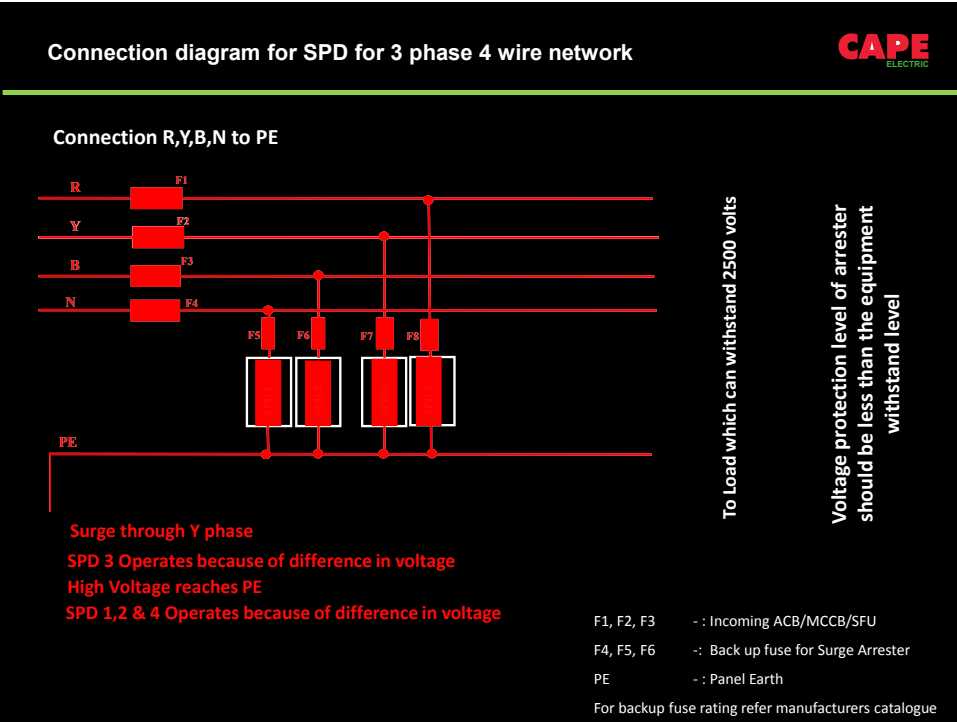 Connection diagram for SPD for 3 phase 4 wire network
CAPE
ELECTRIC
Connection R,Y,B,N to PE
R
F1
Y
F2
B
F3
N
F4
F5
F6
F7
F8
PE
To Load which can withstand 2500 volts
Voltage protection level of arrester
should be less than the equipment
withstand level
Surge through Y phase
SPD 3 Operates because of difference in voltage
High Voltage reaches PE
SPD 1,2 & 4 Operates because of difference in voltage
F1, F2, F3 - : Incoming ACB/MCCB/SFU
F4, F5, F6 -: Back up fuse for Surge Arrester
PE - : Panel Earth
For backup fuse rating refer manufacturers catalogue